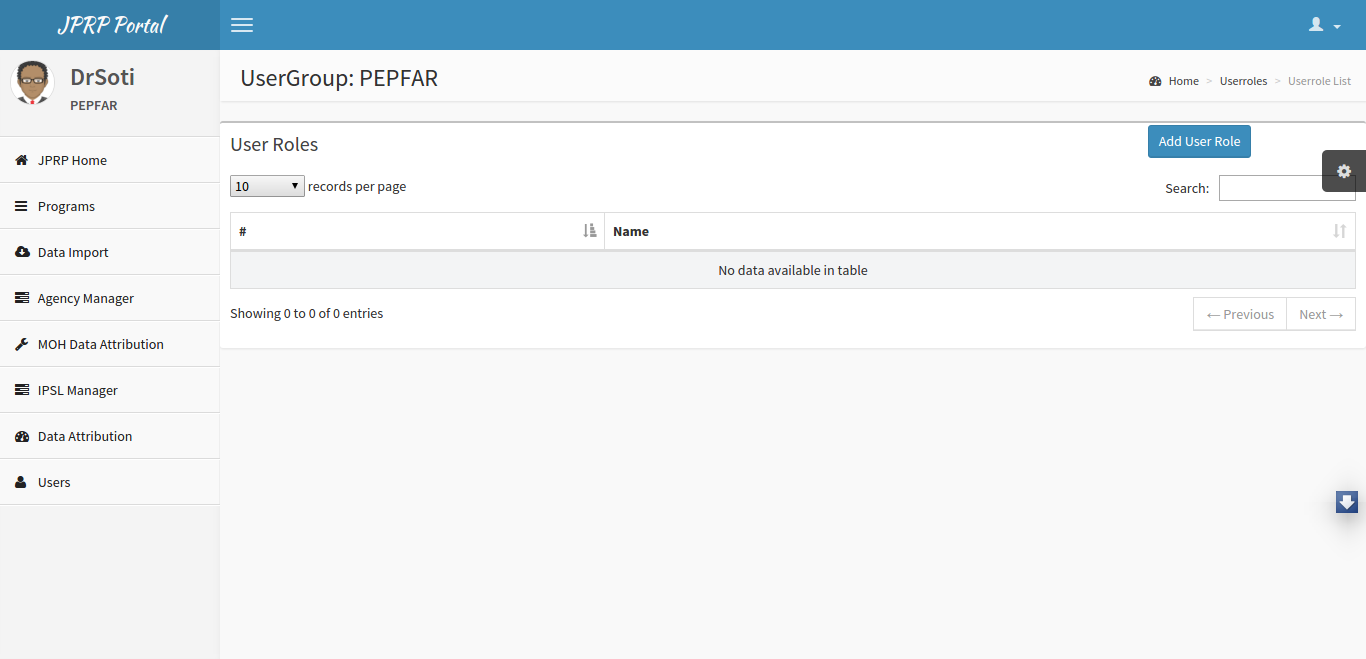 JPRP Portal
DrSoti
PEPFAR
UserGroup: PEPFAR
Home > Userroles > Userrole List
JPRP Home
Programs
Data Import
Agency Manager
MOH Data Attribution
IPSL Manager
Data Attribution
Users
User Roles
Add User Role
10 records per page
Search:
# Name
No data available in table
Showing 0 to 0 of 0 entries
← Previous Next →